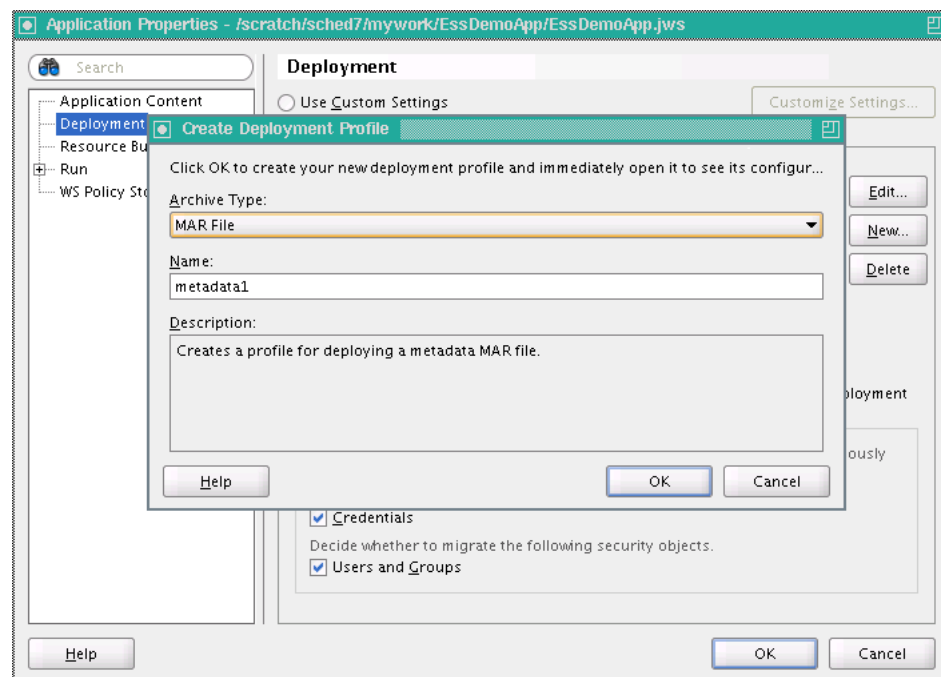 Application Properties - /scratch/sched7/mywork/EssDemoApp/EssDemoApp.jws
Search
Application Content
Deployment
Resource Bu
Run
WS Policy Sto
Deployment
Use Custom Settings
Customize Settings...
Edit...
New...
Delete
ployment
ously
Create Deployment Profile
Click OK to create your new deployment profile and immediately open it to see its configur...
Archive Type:
MAR File
Name:
metadata1
Description:
Creates a profile for deploying a metadata MAR file.
Help
OK
Cancel
Credentials
Decide whether to migrate the following security objects.
Users and Groups
Help
OK
Cancel